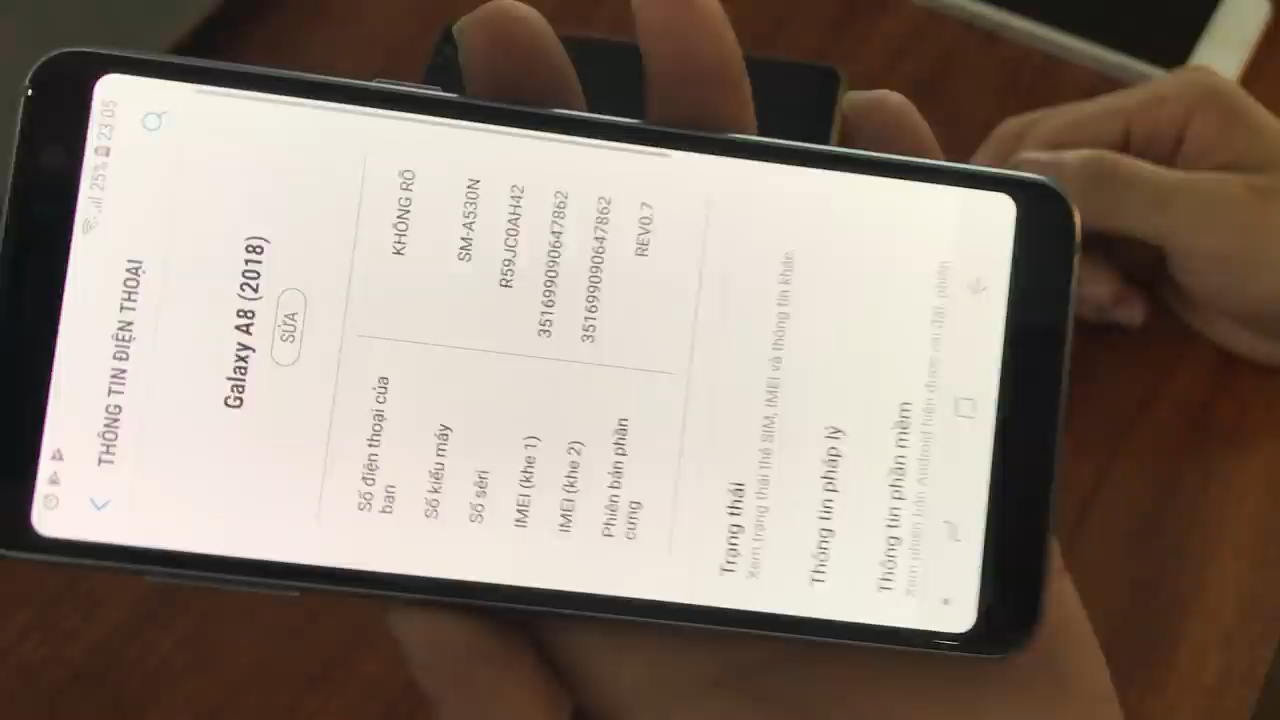 25% 23:05
THÔNG TIN ĐIỆN THOẠI
Galaxy A8 (2018)
SỬA
Số điện thoại của bạn KHÔNG RÕ
Số kiểu máy SM-A530N
Số sêri R59JC0AH42
IMEI (khe 1) 351699090647862
IMEI (khe 2) 351699090647862
Phiên bản phần cứng REV0.7
Trạng thái
Xem trạng thái thẻ SIM, IMEI và thông tin khác.
Thông tin pháp lý
Thông tin phần mềm
Xem phiên bản Android hiện được cài đặt, phiên